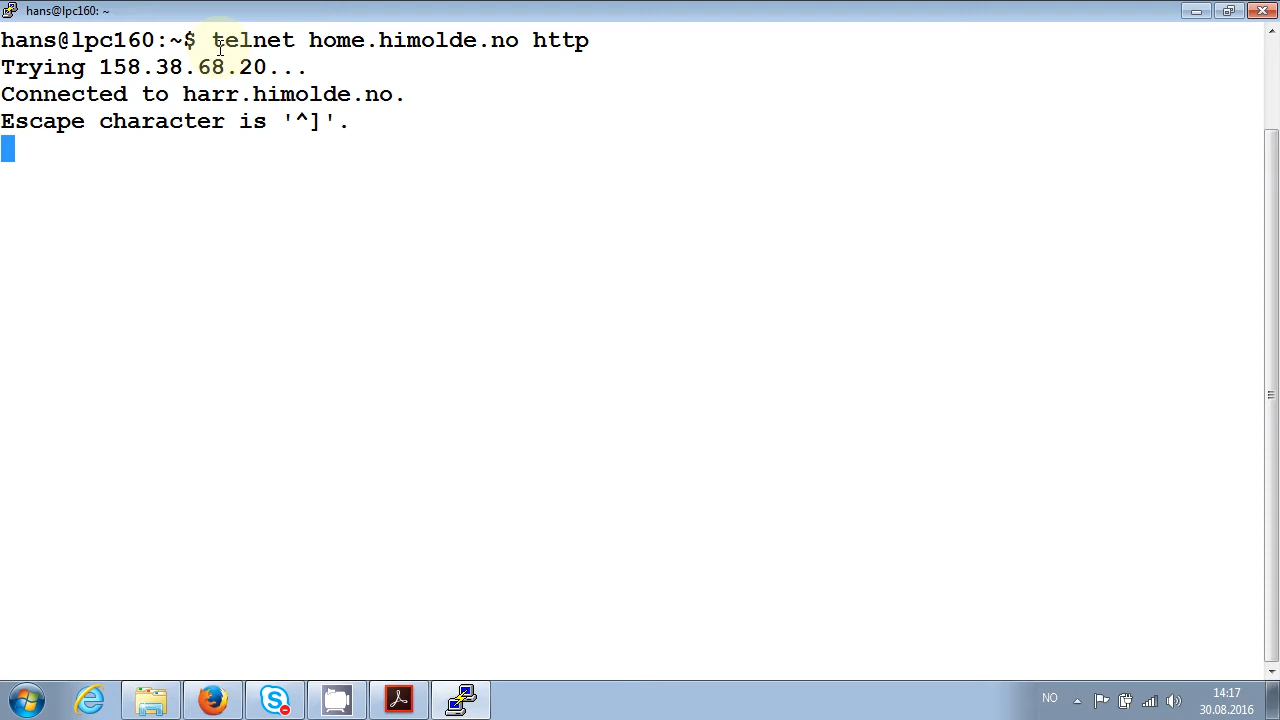 hans@lpc160: ~
hans@lpc160:~$ telnet home.himolde.no http
Trying 158.38.68.20...
Connected to harr.himolde.no.
Escape character is '^]'.
NO
14:17
30.08.2016